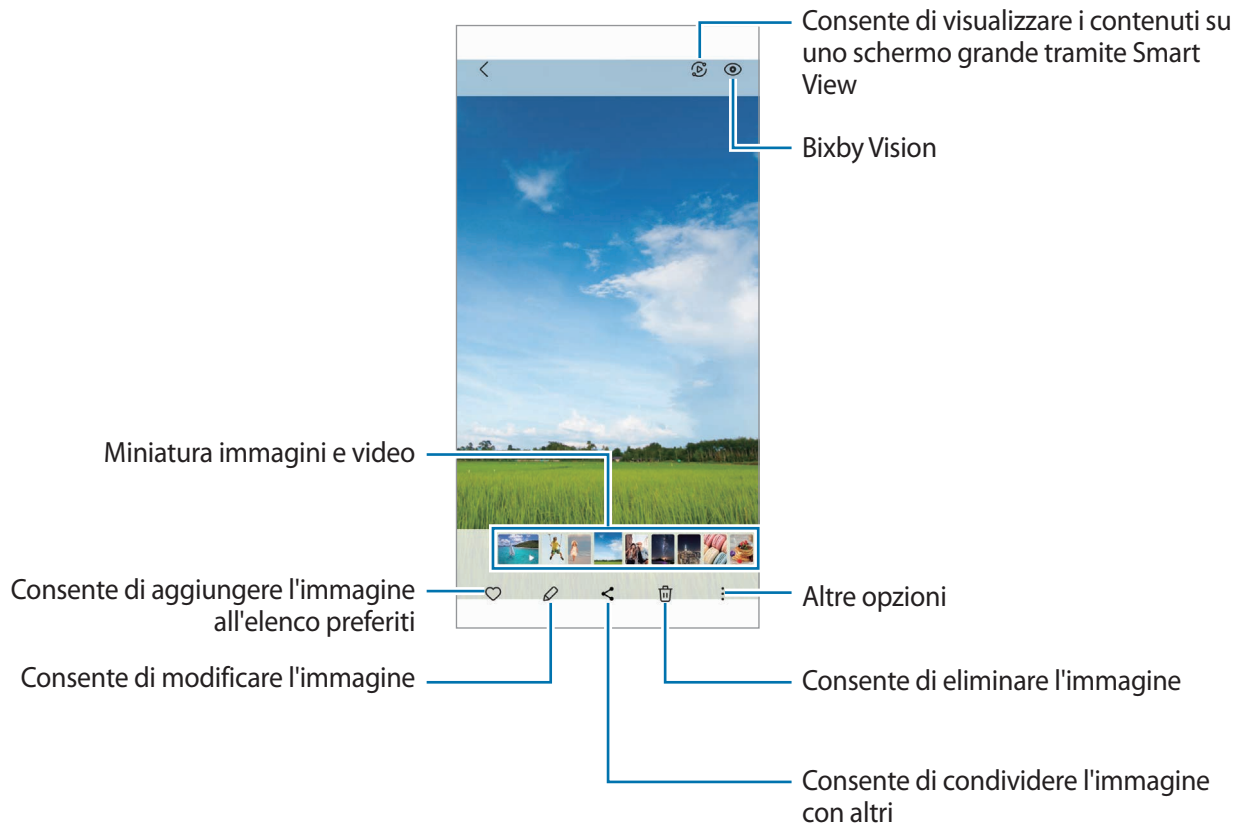 Consente di visualizzare i contenuti su
uno schermo grande tramite Smart
View
Bixby Vision
Miniatura immagini e video
Consente di aggiungere l'immagine
all'elenco preferiti
Altre opzioni
Consente di modificare l'immagine
Consente di eliminare l'immagine
Consente di condividere l'immagine
con altri